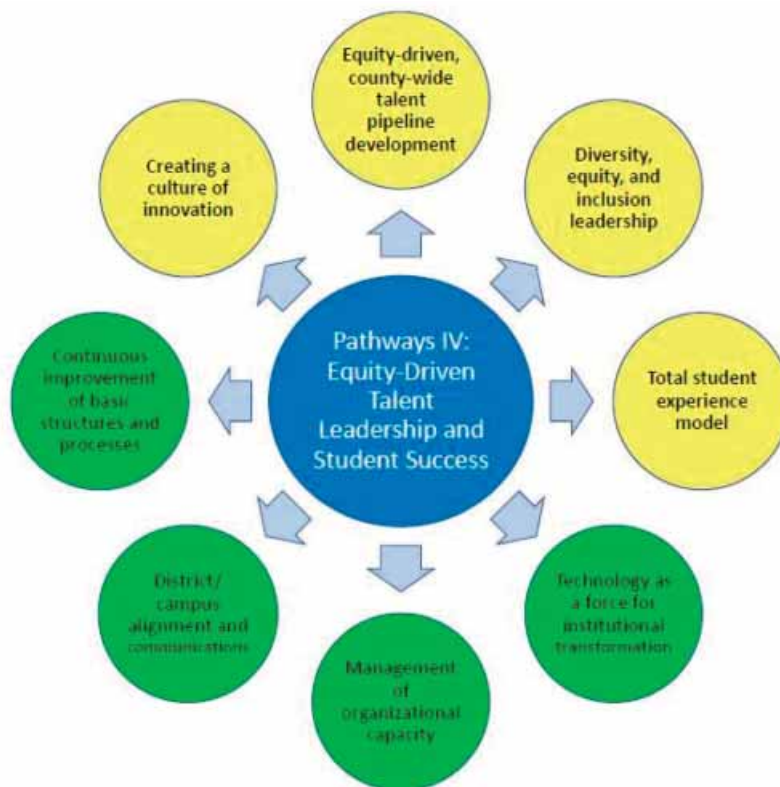 Equity-driven,
county-wide
talent
pipeline
development
Diversity,
equity, and
inclusion
leadership
Total student
experience
model
Technology as
a force for
institutional
transformation
Management
of
organizational
capacity
District/
campus
alignment and
communications
Continuous
improvement
of basic
structures and
processes
Creating a
culture of
innovation
Pathways IV:
Equity-Driven
Talent
Leadership and
Student Success